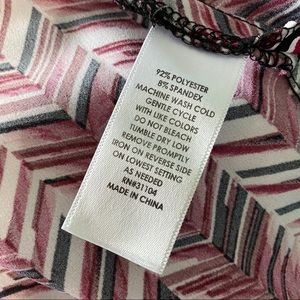 92% POLYESTER
8% SPANDEX
MACHINE WASH COLD
GENTLE CYCLE
WITH LIKE COLORS
DO NOT BLEACH
TUMBLE DRY LOW
REMOVE PROMPTLY
IRON ON REVERSE SIDE
ON LOWEST SETTING
AS NEEDED
RN#31104
MADE IN CHINA